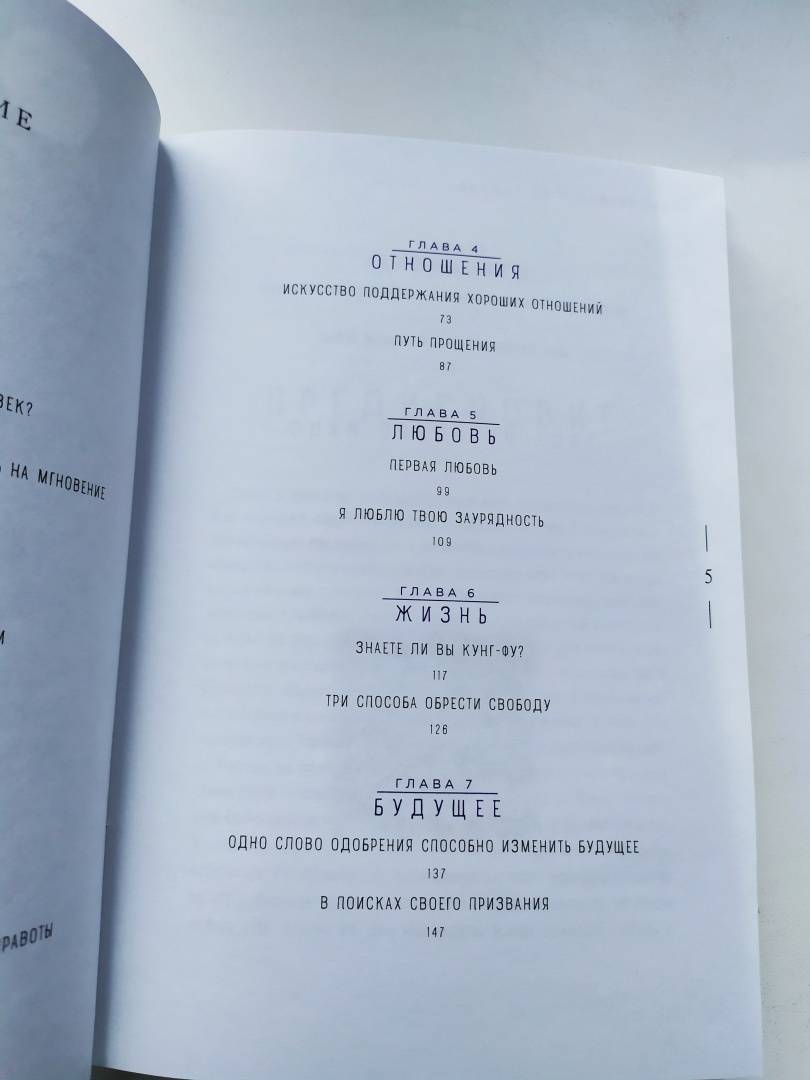 ИЕ
ВЕК?
НА МГНОВЕНИЕ
И
ГЛАВА 4
ОТНОШЕНИЯ
ИСКУССТВО ПОДДЕРЖАНИЯ ХОРОШИХ ОТНОШЕНИЙ
73
ПУТЬ ПРОЩЕНИЯ
87
ГЛАВА 5
ЛЮБОВЬ
ПЕРВАЯ ЛЮБОВЬ
99
Я ЛЮБЛЮ ТВОЮ ЗАУРЯДНОСТЬ
109
ГЛАВА 6
ЖИЗНЬ
ЗНАЕТЕ ЛИ ВЫ КУНГ-ФУ?
117
ТРИ СПОСОБА ОБРЕСТИ СВОБОДУ
126
ГЛАВА 7
БУДУЩЕЕ
ОДНО СЛОВО ОДОБРЕНИЯ СПОСОБНО ИЗМЕНИТЬ БУДУЩЕЕ
137
В ПОИСКАХ СВОЕГО ПРИЗВАНИЯ
147
5